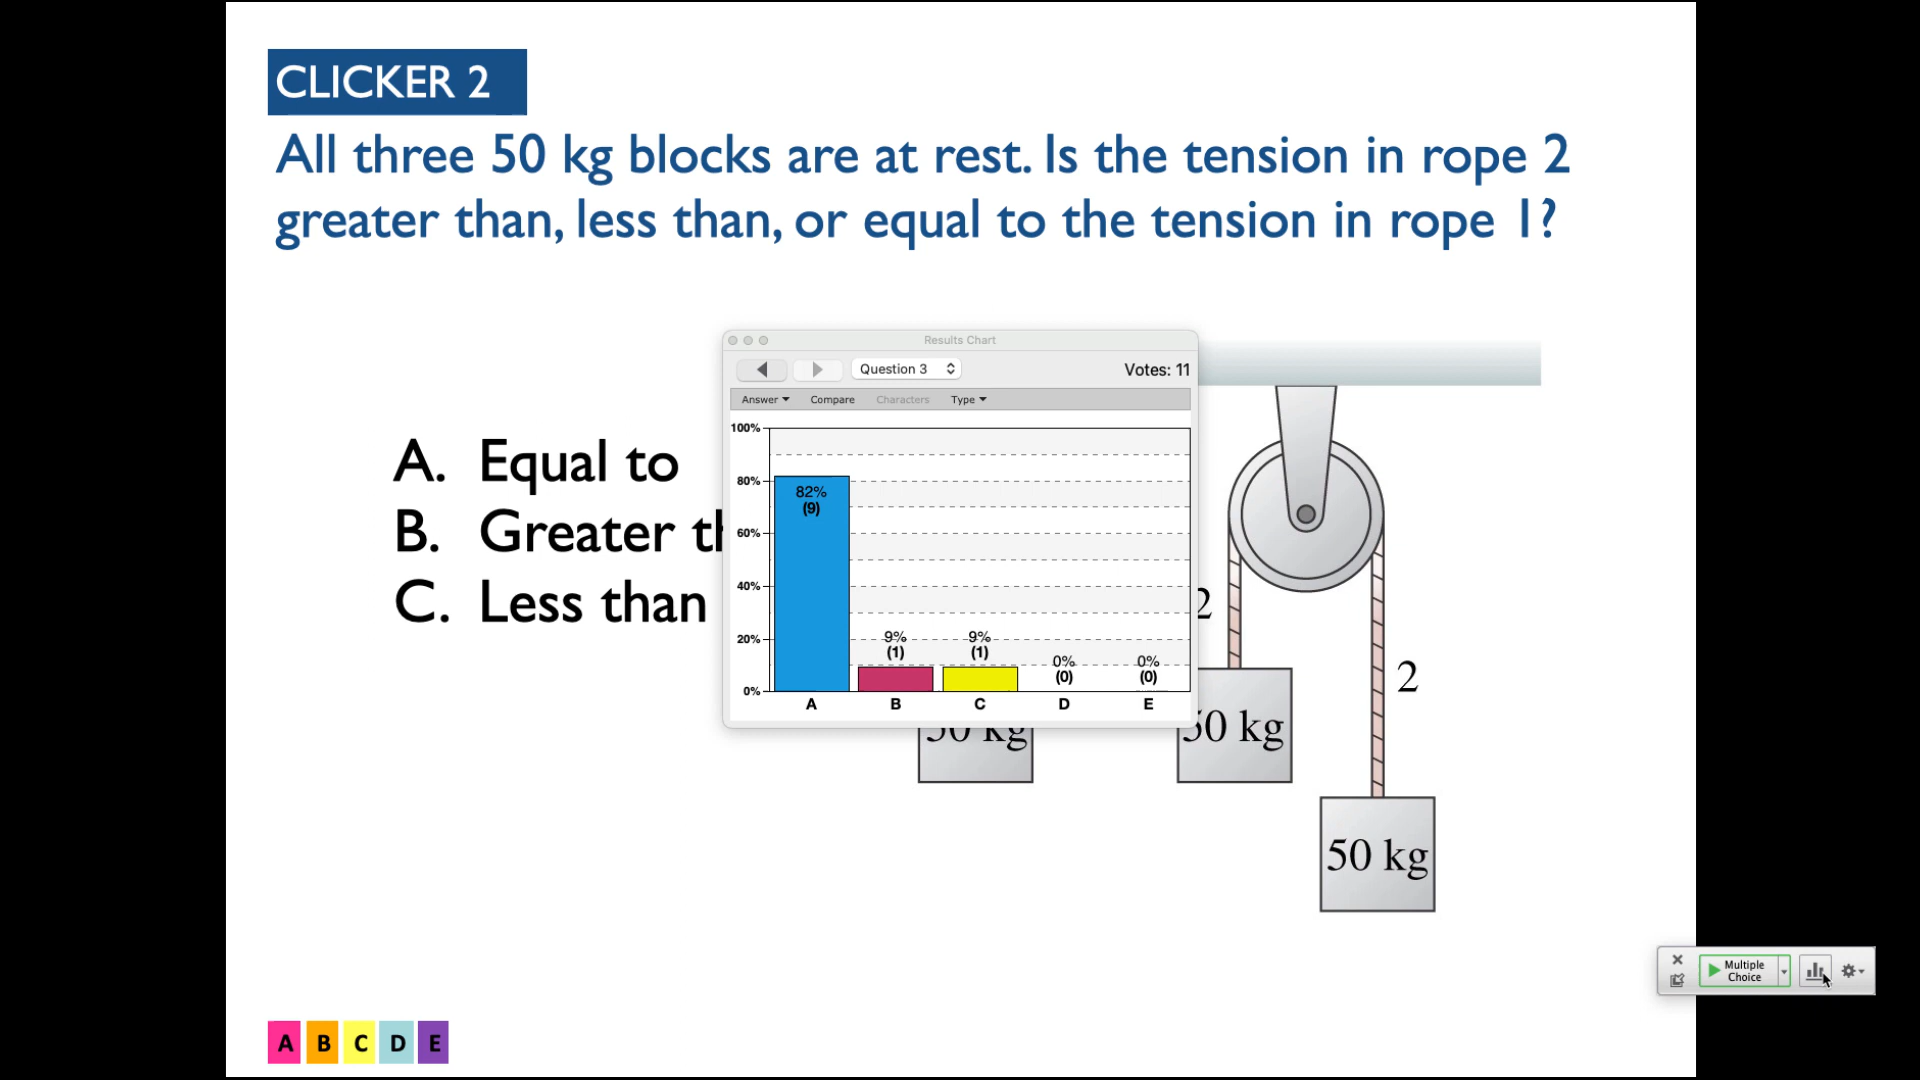 CLICKER 2
All three 50 kg blocks are at rest. Is the tension in rope 2
greater than, less than, or equal to the tension in rope 1?
A. Equal to
B. Greater
C. Less than
Results Chart
Question 3
Votes: 11
Answer Compare Characters Type
100%
80%
60%
40%
20%
0%
82%
(9)
9%
(1)
9%
(1)
0%
(0)
0%
(0)
A B C D E
2
2
50 kg
50 kg
50 kg
Multiple
Choice
A B C D E